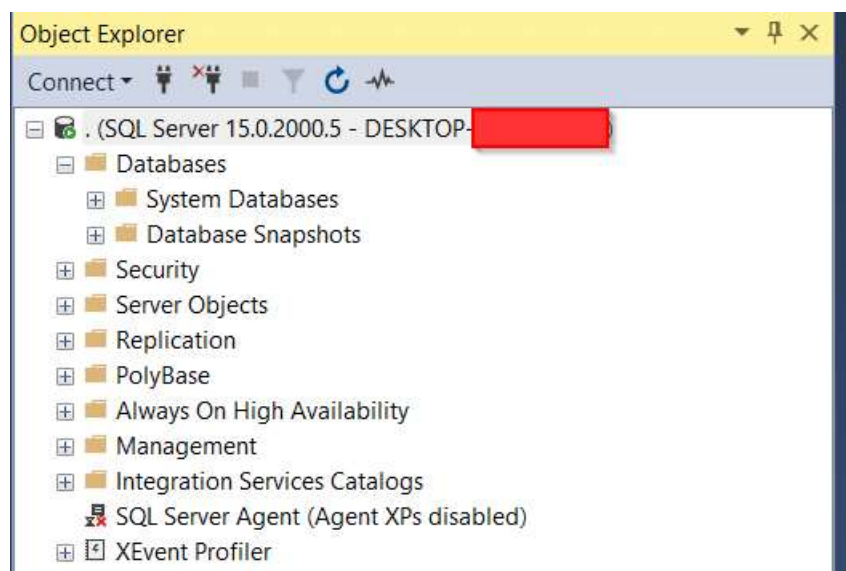 Object Explorer
Connect
. (SQL Server 15.0.2000.5 - DESKTOP-
Databases
System Databases
Database Snapshots
Security
Server Objects
Replication
PolyBase
Always On High Availability
Management
Integration Services Catalogs
SQL Server Agent (Agent XPs disabled)
XEvent Profiler